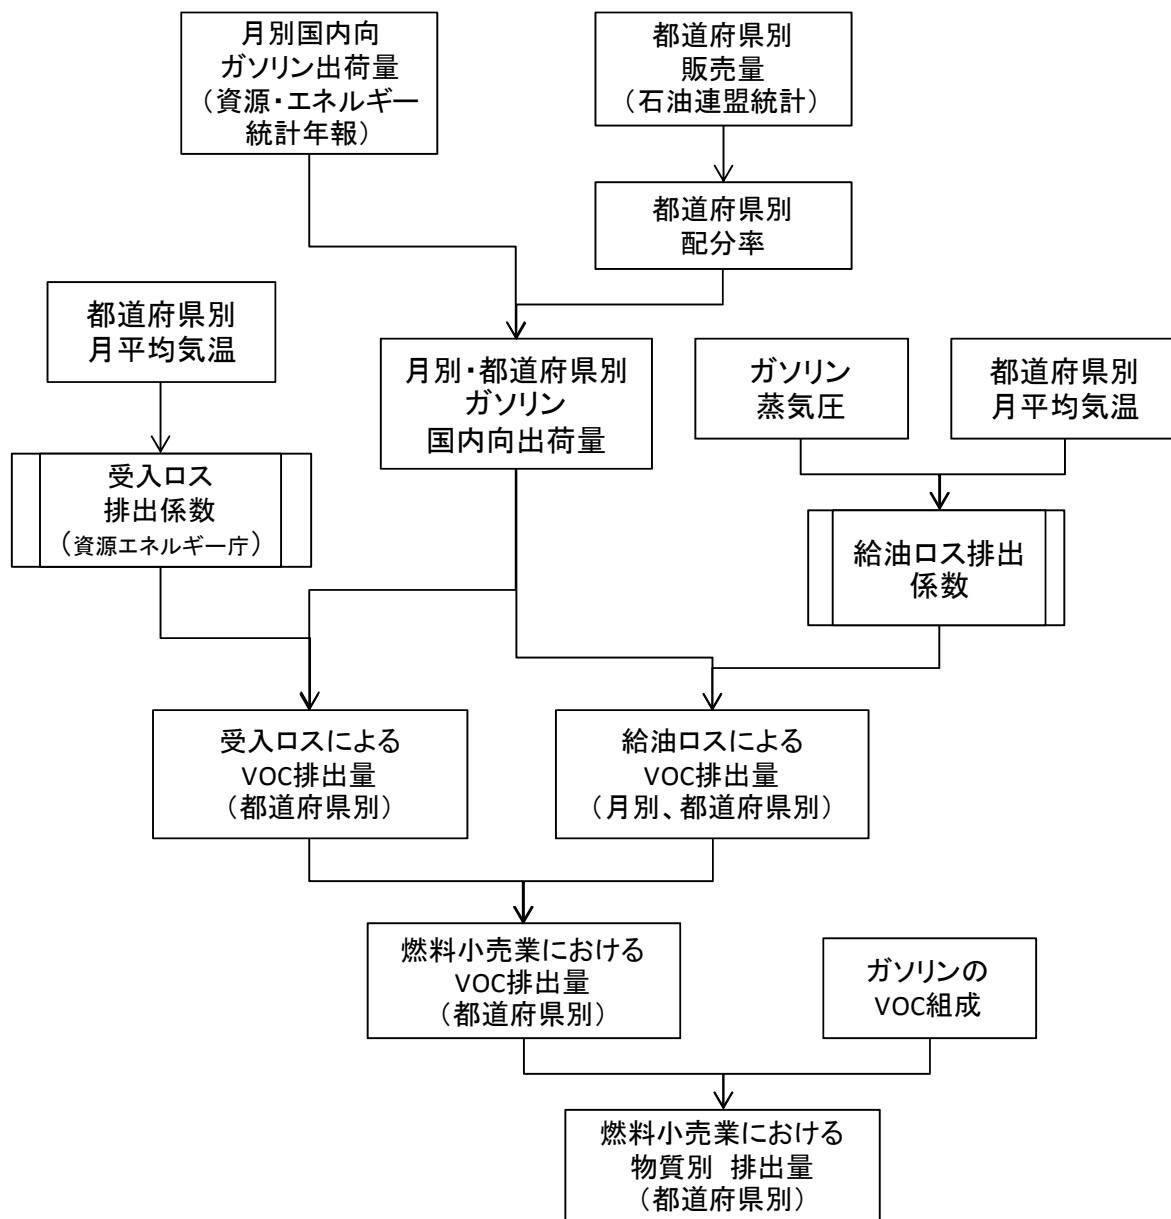 月別国内向
ガソリン出荷量
（資源・エネルギー
統計年報）
都道府県別
販売量
（石油連盟統計）
都道府県別
配分率
都道府県別
月平均気温
月別・都道府県別
ガソリン
国内向出荷量
ガソリン
蒸気圧
都道府県別
月平均気温
受入ロス
排出係数
（資源エネルギー庁）
給油ロス排出
係数
受入ロスによる
VOC排出量
（都道府県別）
給油ロスによる
VOC排出量
（月別、都道府県別）
燃料小売業における
VOC排出量
（都道府県別）
ガソリンの
VOC組成
燃料小売業における
物質別 排出量
（都道府県別）